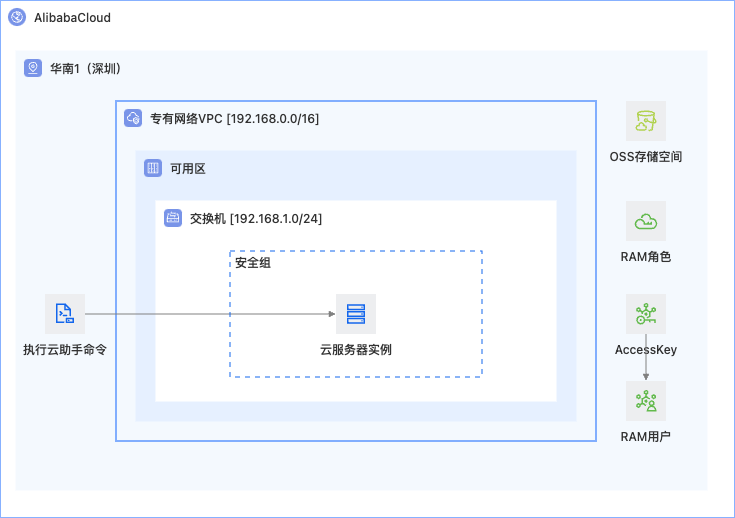 AlibabaCloud
华南1（深圳）
专有网络VPC [192.168.0.0/16]
OSS存储空间
可用区
交换机 [192.168.1.0/24]
RAM角色
安全组
执行云助手命令
云服务器实例
AccessKey
RAM用户